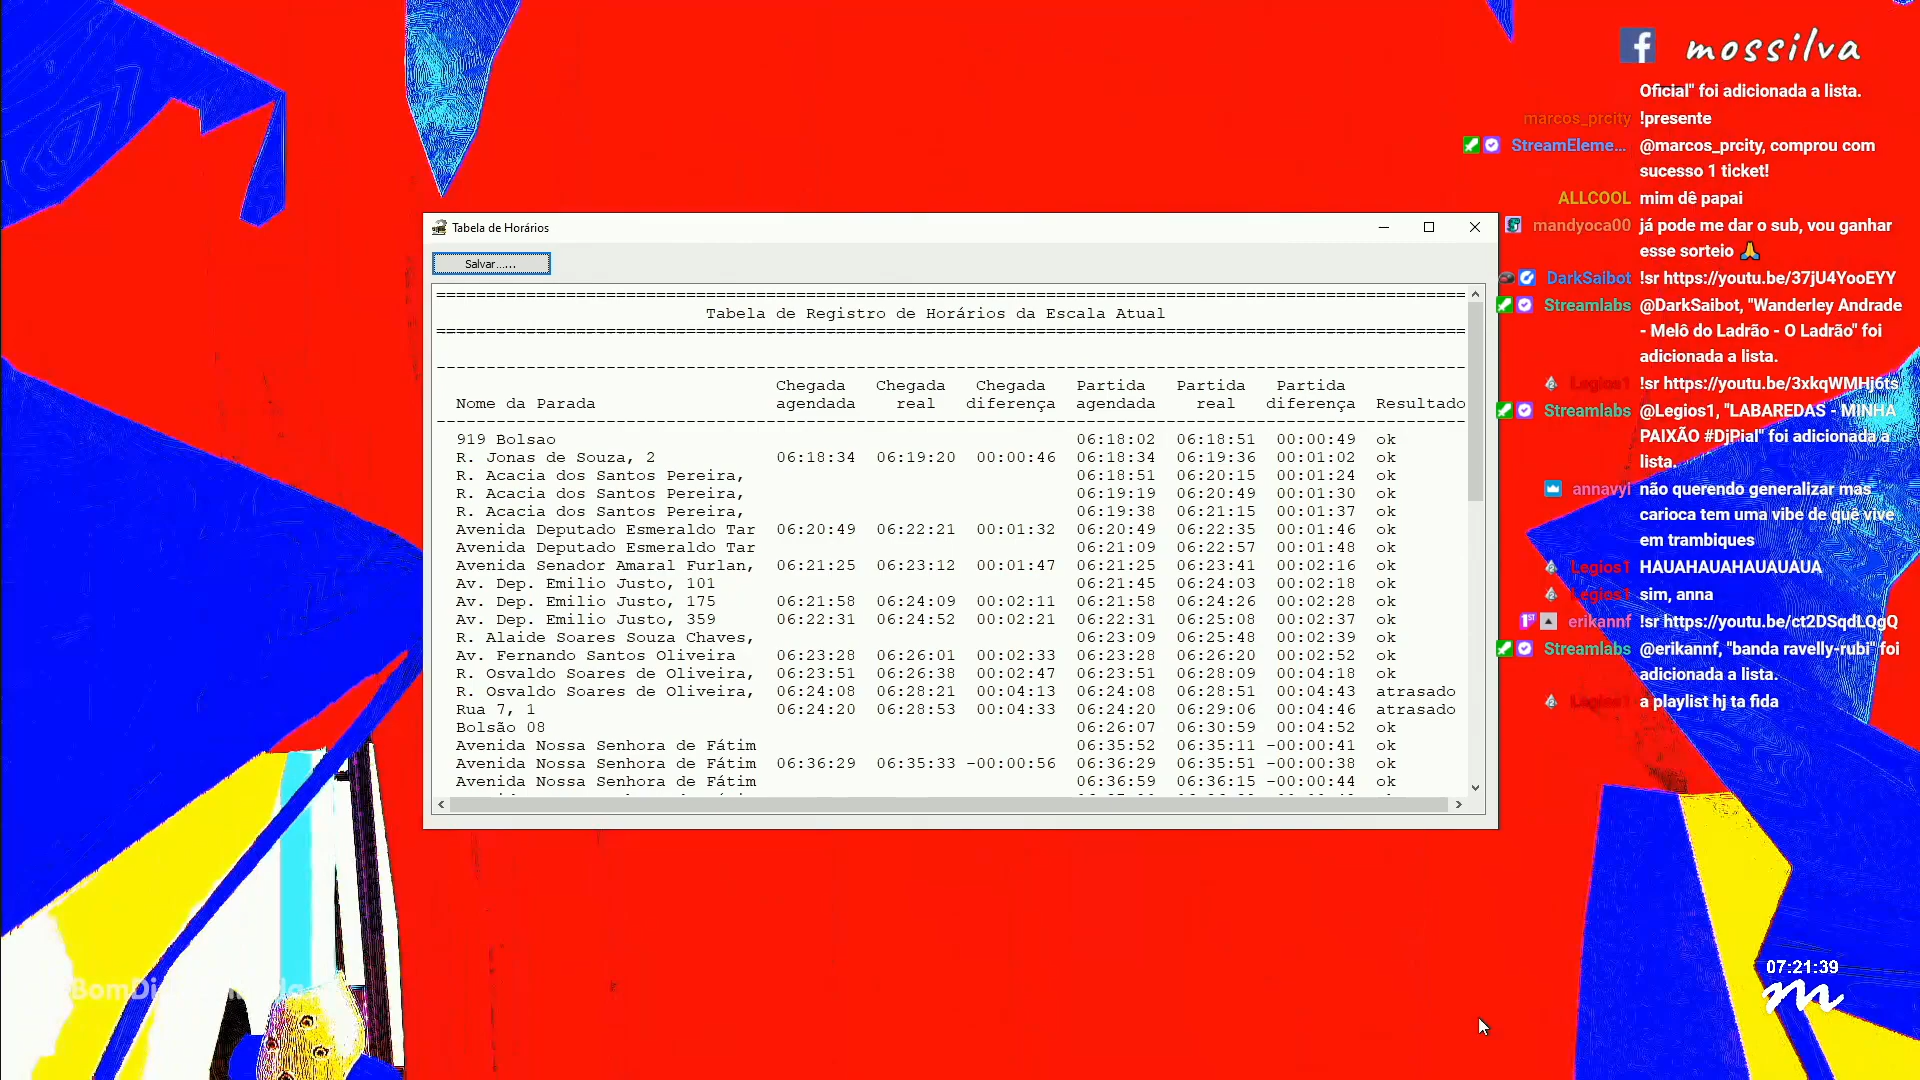 mossilva
Oficial" foi adicionada a lista.
marcos_prcity !presente
StreamEleme... @marcos_prcity, comprou com
sucesso 1 ticket!
ALLCOOL mim dê papai
mandyoca00 já pode me dar o sub, vou ganhar
esse sorteio 🙏
DarkSaibot !sr https://youtu.be/37jU4YooEYY
Streamlabs @DarkSaibot, "Wanderley Andrade
- Melô do Ladrão - O Ladrão" foi
adicionada a lista.
Legios1 !sr https://youtu.be/3xkqWMHj6ts
Streamlabs @Legios1, "LABAREDAS - MINHA
PAIXÃO #DjPial" foi adicionada a
lista.
annavyl não querendo generalizar mas
carioca tem uma vibe de que vive
em trambiques
Legios1 HAUAHAUAHAUAUAUA
Legios1 sim, anna
erikannf !sr https://youtu.be/ct2DSqdLQgQ
Streamlabs @erikannf, "banda ravelly-rubi" foi
adicionada a lista.
Legios1 a playlist hj ta fida
Tabela de Horários
Salvar......
Tabela de Registro de Horários da Escala Atual
Chegada Chegada Chegada Partida Partida Partida
Nome da Parada agendada real diferença agendada real diferença Resultado
919 Bolsao 06:18:02 06:18:51 00:00:49 ok
R. Jonas de Souza, 2 06:18:34 06:19:20 00:00:46 06:18:34 06:19:36 00:01:02 ok
R. Acacia dos Santos Pereira, 06:18:51 06:20:15 00:01:24 ok
R. Acacia dos Santos Pereira, 06:19:19 06:20:49 00:01:30 ok
R. Acacia dos Santos Pereira, 06:19:38 06:21:15 00:01:37 ok
Avenida Deputado Esmeraldo Tar 06:20:49 06:22:21 00:01:32 06:20:49 06:22:35 00:01:46 ok
Avenida Deputado Esmeraldo Tar 06:21:09 06:22:57 00:01:48 ok
Avenida Senador Amaral Furlan, 06:21:25 06:23:12 00:01:47 06:21:25 06:23:41 00:02:16 ok
Av. Dep. Emilio Justo, 101 06:21:45 06:24:03 00:02:18 ok
Av. Dep. Emilio Justo, 175 06:21:58 06:24:09 00:02:11 06:21:58 06:24:26 00:02:28 ok
Av. Dep. Emilio Justo, 359 06:22:31 06:24:52 00:02:21 06:22:31 06:25:08 00:02:37 ok
R. Alaide Soares Souza Chaves, 06:23:09 06:25:48 00:02:39 ok
Av. Fernando Santos Oliveira 06:23:28 06:26:01 00:02:33 06:23:28 06:26:20 00:02:52 ok
R. Osvaldo Soares de Oliveira, 06:23:51 06:26:38 00:02:47 06:23:51 06:28:09 00:04:18 ok
R. Osvaldo Soares de Oliveira, 06:24:08 06:28:21 00:04:13 06:24:08 06:28:51 00:04:43 atrasado
Rua 7, 1 06:24:20 06:28:53 00:04:33 06:24:20 06:29:06 00:04:46 atrasado
Bolsão 08 06:26:07 06:30:59 00:04:52 ok
Avenida Nossa Senhora de Fátim 06:35:52 06:35:11 -00:00:41 ok
Avenida Nossa Senhora de Fátim 06:36:29 06:35:33 -00:00:56 06:36:29 06:35:51 -00:00:38 ok
Avenida Nossa Senhora de Fátim 06:36:59 06:36:15 -00:00:44 ok
07:21:39